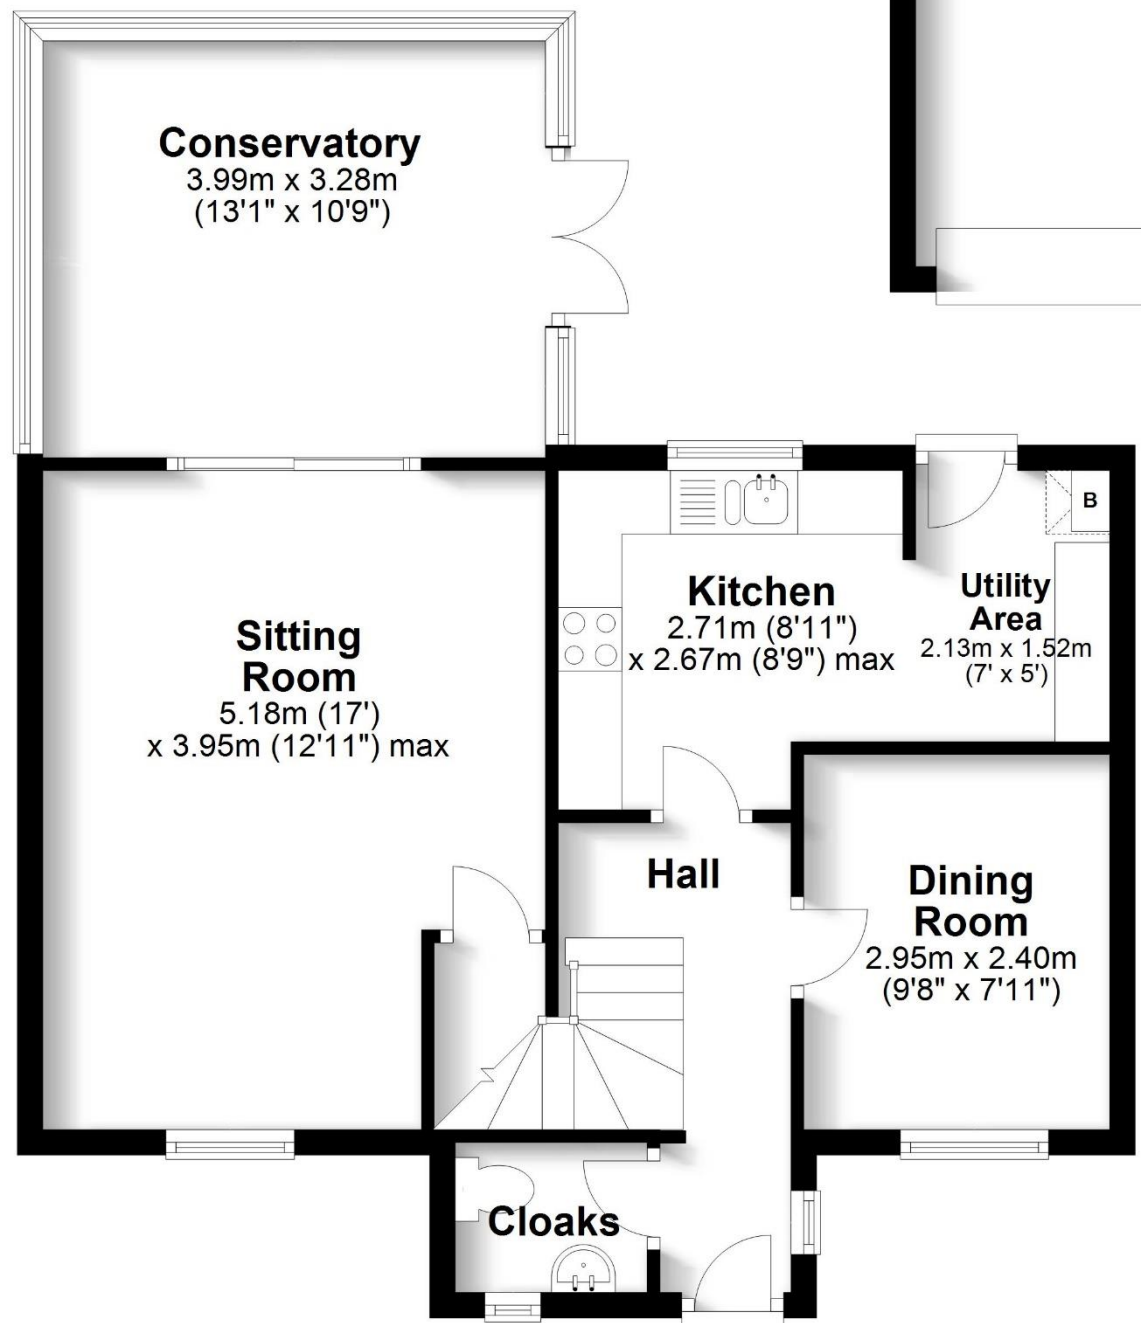 Conservatory
3.99m x 3.28m
(13'1" x 10'9")
B
Kitchen
2.71m (8'11")
x 2.67m (8'9") max
Utility
Area
2.13m x 1.52m
(7' x 5')
Sitting
Room
5.18m (17')
x 3.95m (12'11") max
Hall
Dining
Room
2.95m x 2.40m
(9'8" x 7'11")
Cloaks